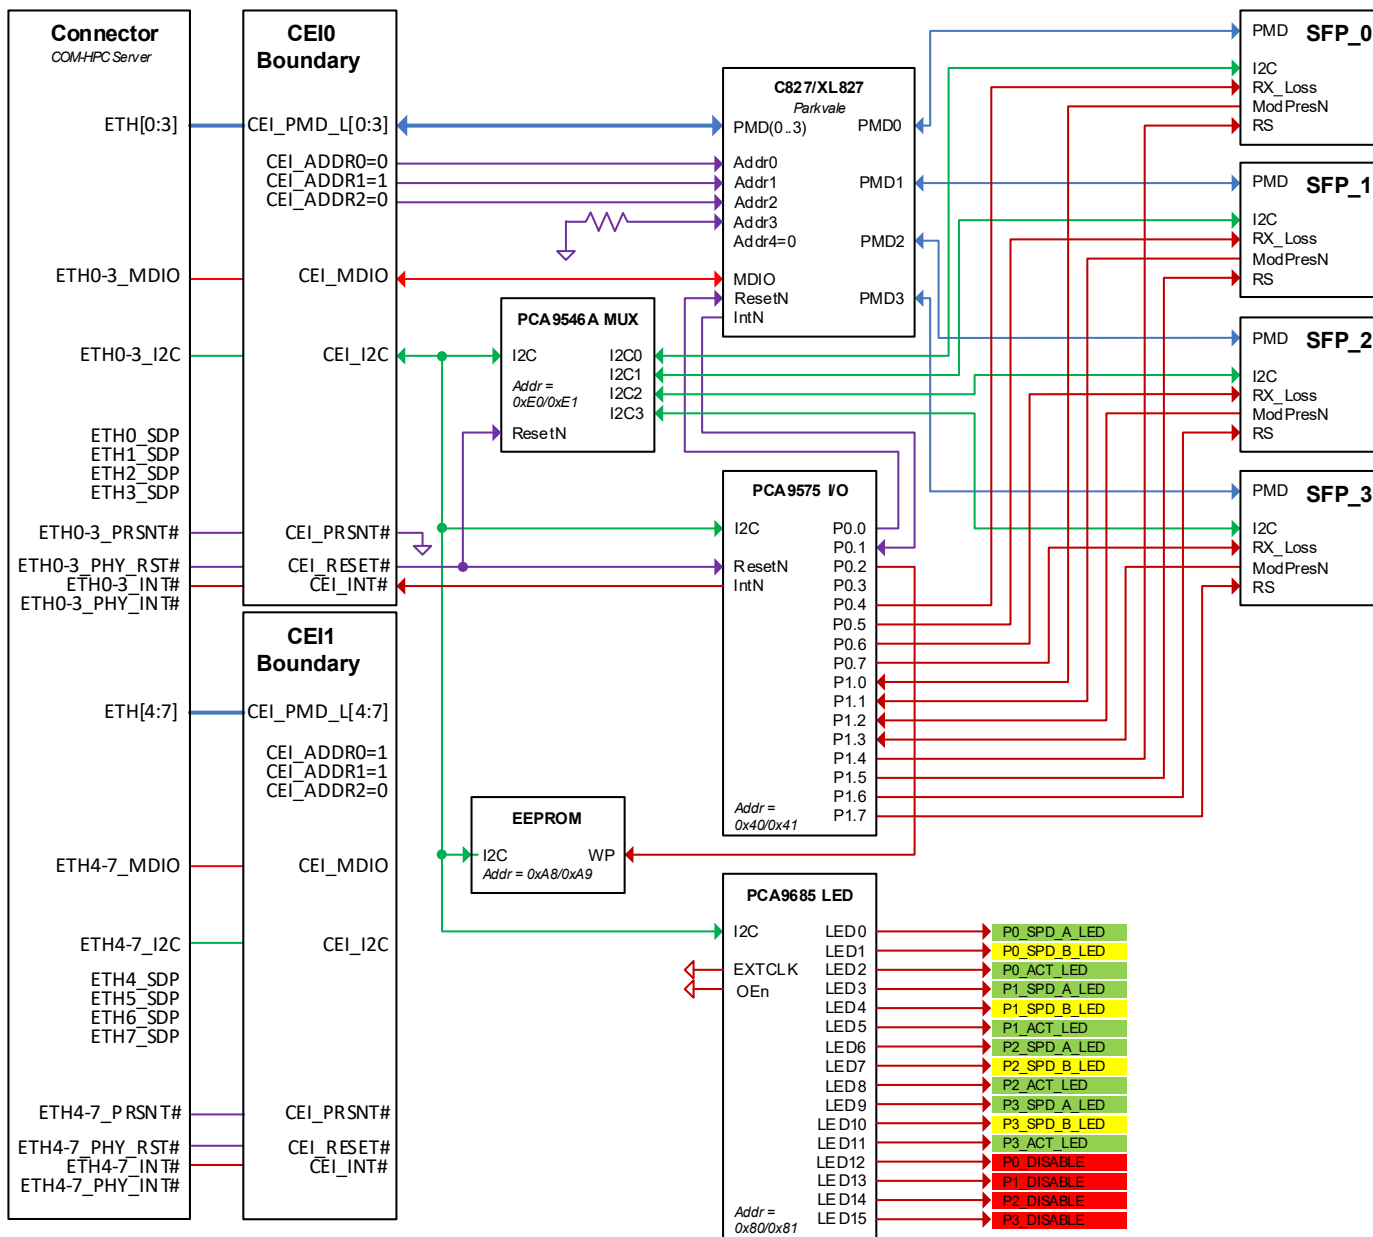 Connector
COM-HPC Server
ETH[0:3]
ETH0-3_MDIO
ETH0-3_I2C
ETH0_SDP
ETH1_SDP
ETH2_SDP
ETH3_SDP
ETH0-3_PRSNT#
ETH0-3_PHY_RST#
ETH0-3_INT#
ETH0-3_PHY_INT#
ETH[4:7]
ETH4-7_MDIO
ETH4-7_I2C
ETH4_SDP
ETH5_SDP
ETH6_SDP
ETH7_SDP
ETH4-7_PRSNT#
ETH4-7_PHY_RST#
ETH4-7_INT#
ETH4-7_PHY_INT#
CEI0
Boundary
CEI_PMD_L[0:3]
CEI_ADDR0=0
CEI_ADDR1=1
CEI_ADDR2=0
CEI_MDIO
CEI_I2C
CEI_PRSNT#
CEI_RESET#
CEI_INT#
CEI1
Boundary
CEI_PMD_L[4:7]
CEI_ADDR0=1
CEI_ADDR1=1
CEI_ADDR2=0
CEI_MDIO
CEI_I2C
CEI_PRSNT#
CEI_RESET#
CEI_INT#
PCA9546A MUX
I2C
Addr =
0xE0/0xE1
ResetN
I2C0
I2C1
I2C2
I2C3
EEPROM
I2C
WP
Addr = 0xA8/0xA9
C827/XL827
Parkvale
PMD(0..3)
Addr0
Addr1
Addr2
Addr3
Addr4=0
MDIO
ResetN
IntN
PMD0
PMD1
PMD2
PMD3
PCA9575 I/O
I2C
ResetN
IntN
Addr =
0x40/0x41
P0.0
P0.1
P0.2
P0.3
P0.4
P0.5
P0.6
P0.7
P1.0
P1.1
P1.2
P1.3
P1.4
P1.5
P1.6
P1.7
PCA9685 LED
I2C
EXTCLK
OEn
Addr =
0x80/0x81
LED0
LED1
LED2
LED3
LED4
LED5
LED6
LED7
LED8
LED9
LED10
LED11
LED12
LED13
LED14
LED15
P0_SPD_A_LED
P0_SPD_B_LED
P0_ACT_LED
P1_SPD_A_LED
P1_SPD_B_LED
P1_ACT_LED
P2_SPD_A_LED
P2_SPD_B_LED
P2_ACT_LED
P3_SPD_A_LED
P3_SPD_B_LED
P3_ACT_LED
P0_DISABLE
P1_DISABLE
P2_DISABLE
P3_DISABLE
PMD SFP_0
I2C
RX_Loss
ModPresN
RS
PMD SFP_1
I2C
RX_Loss
ModPresN
RS
PMD SFP_2
I2C
RX_Loss
ModPresN
RS
PMD SFP_3
I2C
RX_Loss
ModPresN
RS